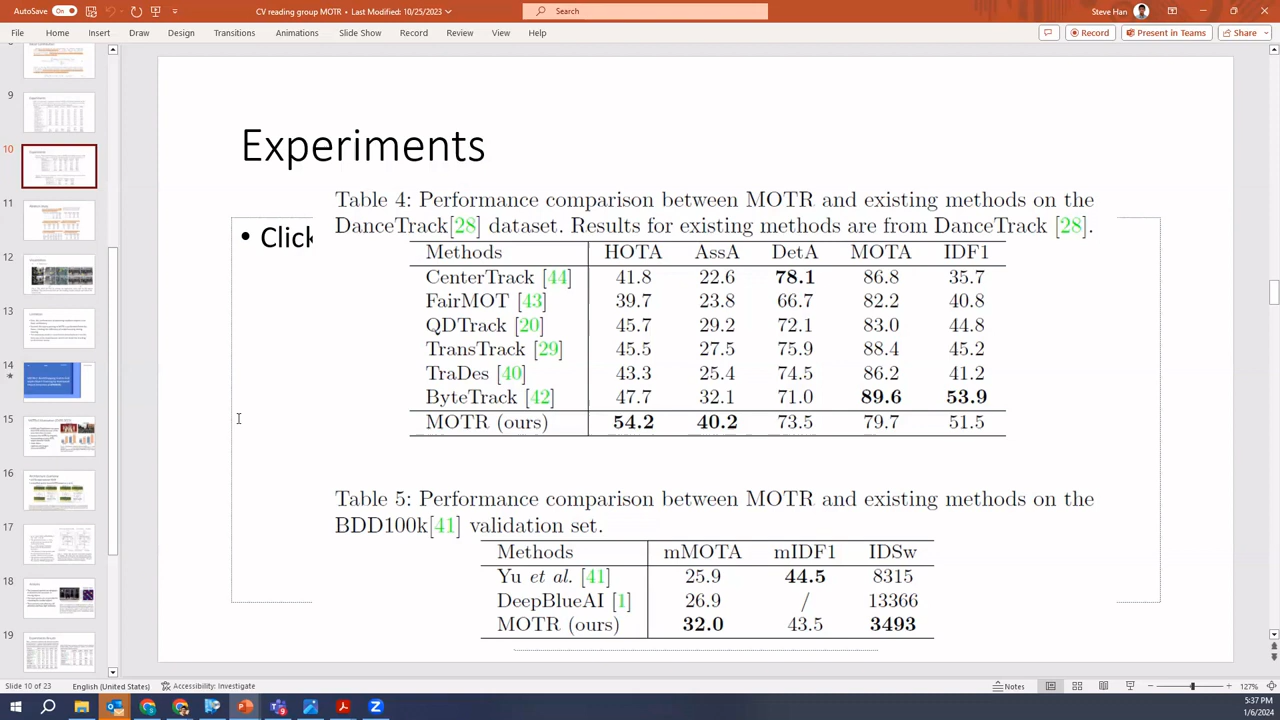 AutoSave
CV reading group MOTR • Last Modified: 10/25/2023
Search
Steve Han
File Home Insert Draw Design Transitions Animations Slide Show Record Review View Help
Record
Present in Teams
Share
9
10
11
12
13
14
15
16
17
18
19
Experiments
• Click
Table 4: Performance comparison between MOTR and existing methods on the
DanceTrack[28] dataset. Results for existing methods are from DanceTrack [28].
Methods HOTA AssA DetA MOTA IDF1
CenterTrack [44] 41.8 22.6 78.1 86.8 35.7
FairMOT [43] 39.7 23.8 66.7 82.2 40.8
QDTrack [20] 45.7 29.2 72.1 83.0 44.8
TransTrack [29] 45.5 27.5 75.9 88.4 45.2
TraDes [40] 43.3 25.4 74.5 86.2 41.2
ByteTrack [42] 47.7 32.1 71.0 89.6 53.9
MOTR (ours) 54.2 40.2 73.5 79.7 51.5
Table 5: Performance comparison between MOTR and existing methods on the
BDD100k[41] validation set.
Methods mMOTA mIDF1 IDSw
Yu et al. [41] 25.9 44.5 8315
DeepBlueAI [1] 26.9 / 13366
MOTR (ours) 32.0 43.5 3493
Slide 10 of 23
English (United States)
Accessibility: Investigate
Notes
127%
5:37 PM
1/6/2024